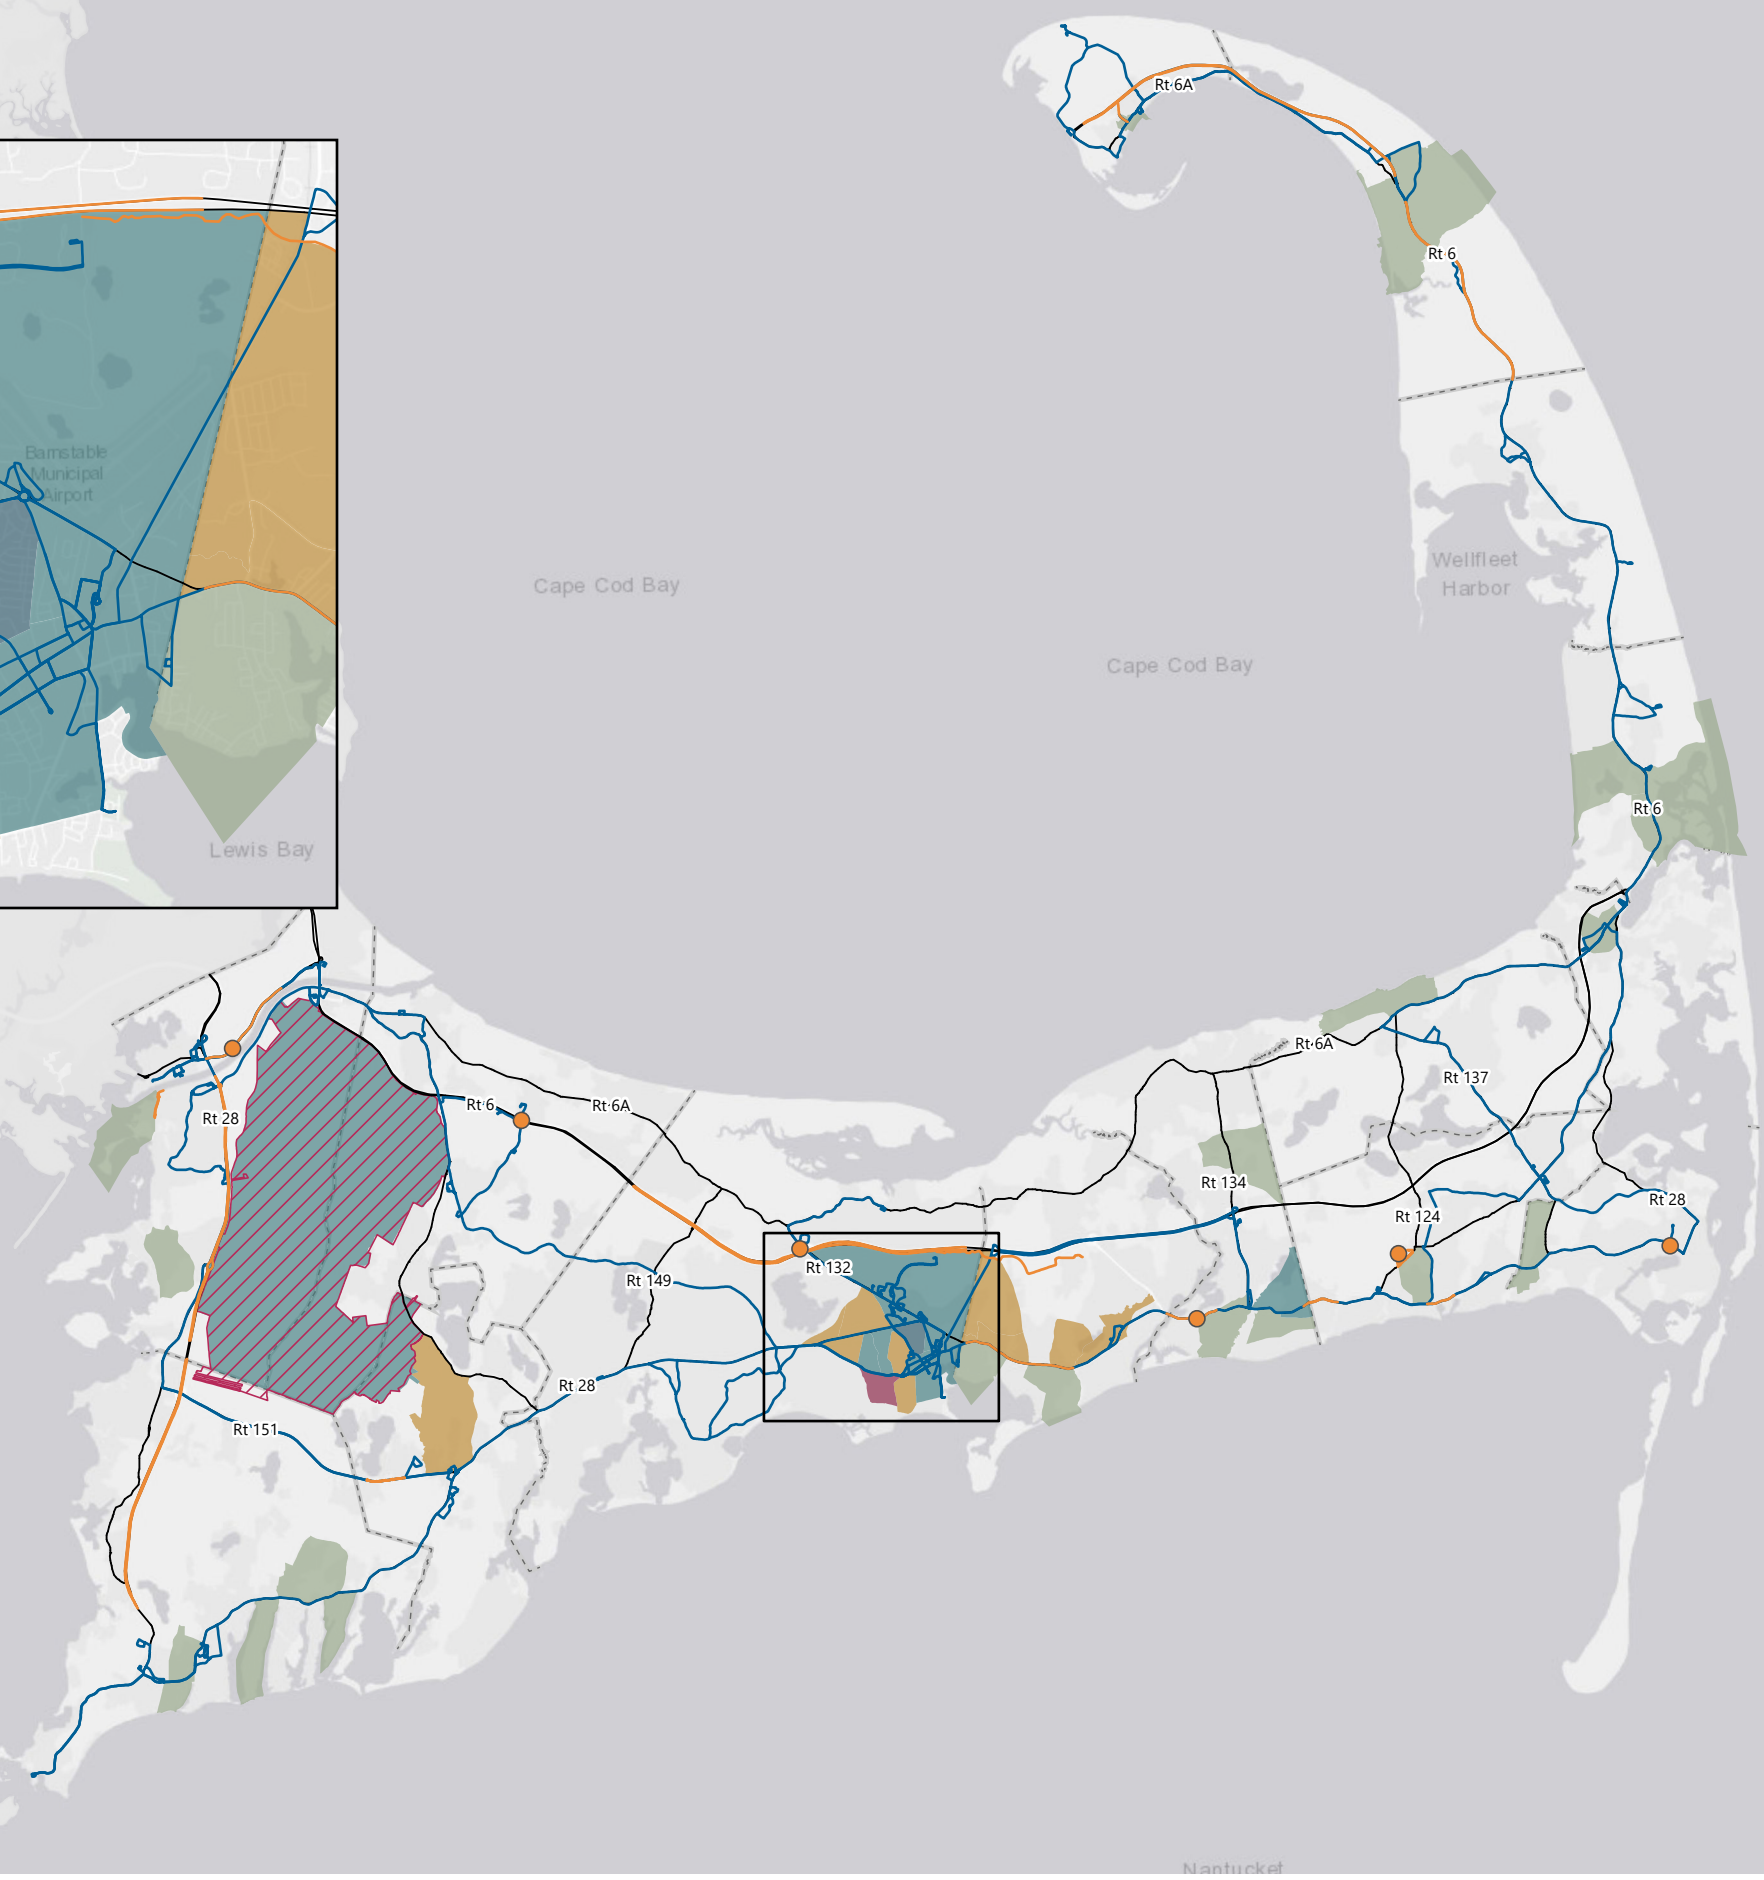 Rt 6A
Rt 6
Barnstable
Municipal
Airport
Cape Cod Bay
Wellfleet
Harbor
Cape Cod Bay
Rt 6
Lewis Bay
Rt 6A
Rt 137
Rt 6
Rt 6A
Rt 28
Rt 134
Rt 28
Rt 124
Rt 132
Rt 149
Rt 28
Rt 151
Nantucket